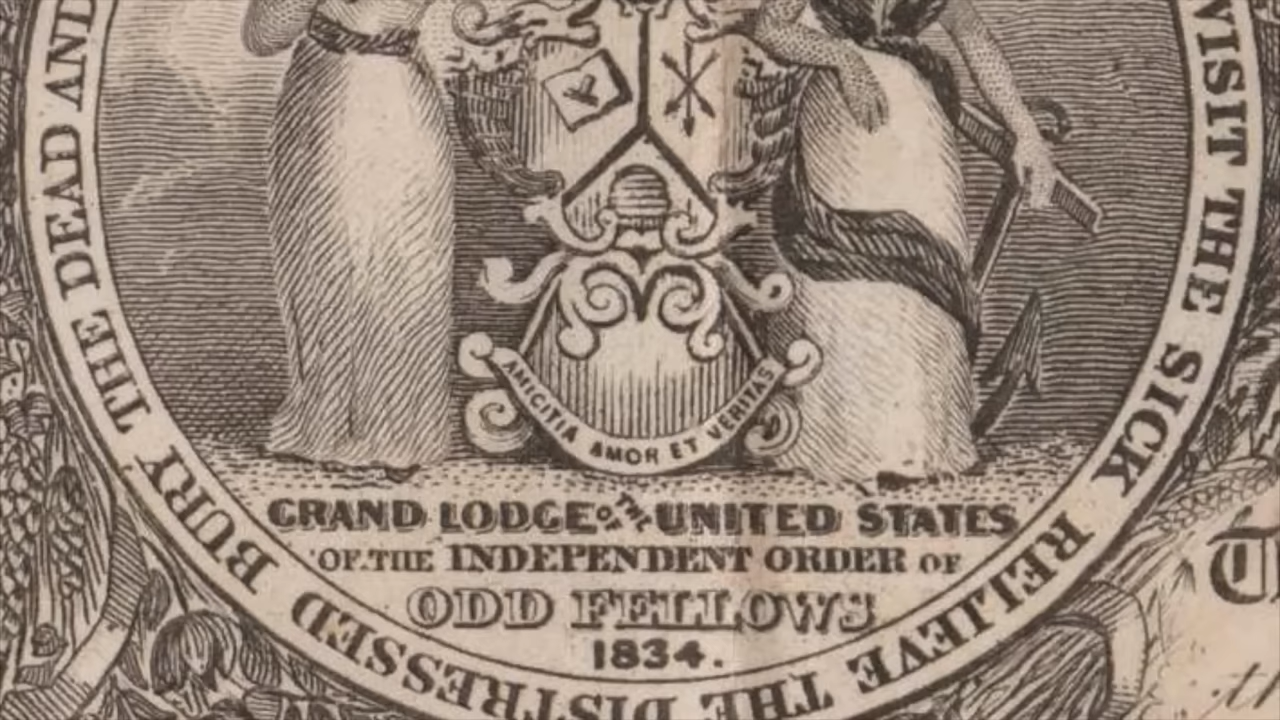 VISIT THE SICK RELIEVE THE DISTRESSED BURY THE DEAD AND
AMICITIA AMOR ET VERITAS
GRAND LODGE OF THE UNITED STATES
OF THE INDEPENDENT ORDER OF
ODD FELLOWS
1834.